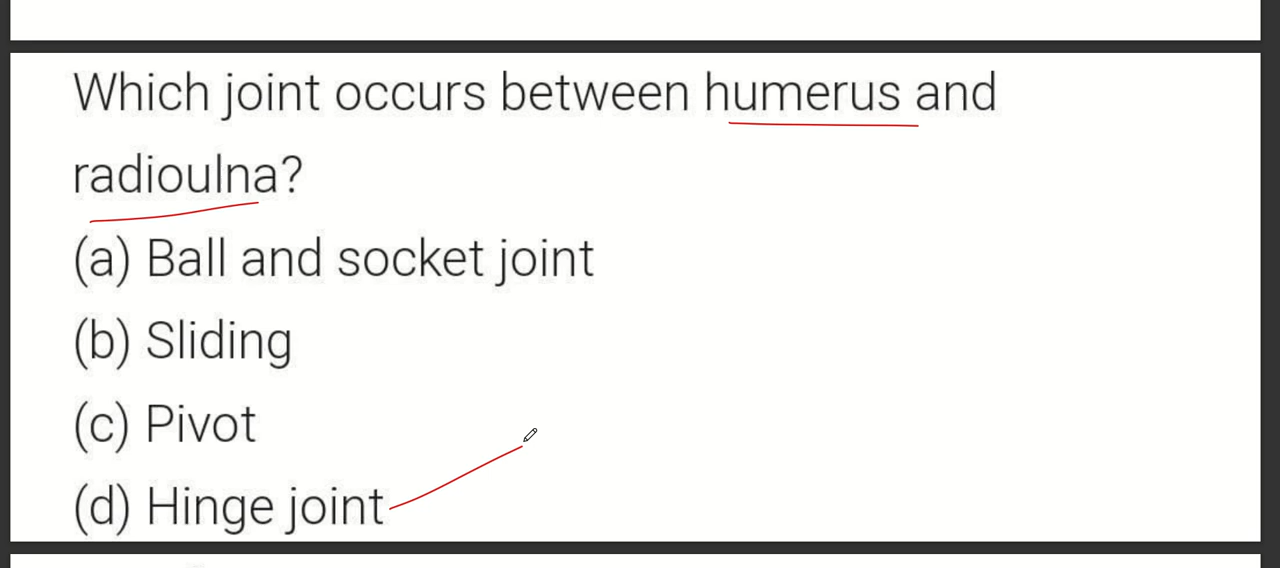 Which joint occurs between humerus and
radioulna?
(a) Ball and socket joint
(b) Sliding
(c) Pivot
(d) Hinge joint